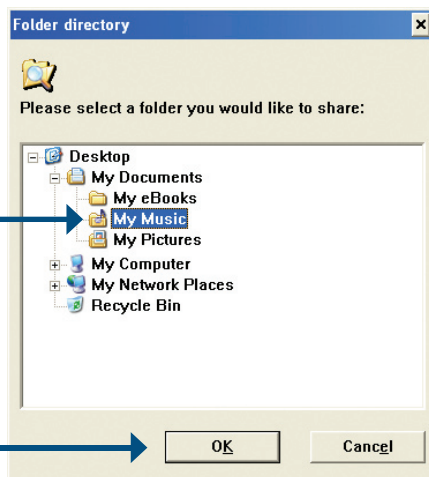 Folder directory
Please select a folder you would like to share:
Desktop
My Documents
My eBooks
My Music
My Pictures
My Computer
My Network Places
Recycle Bin
OK
Cancel